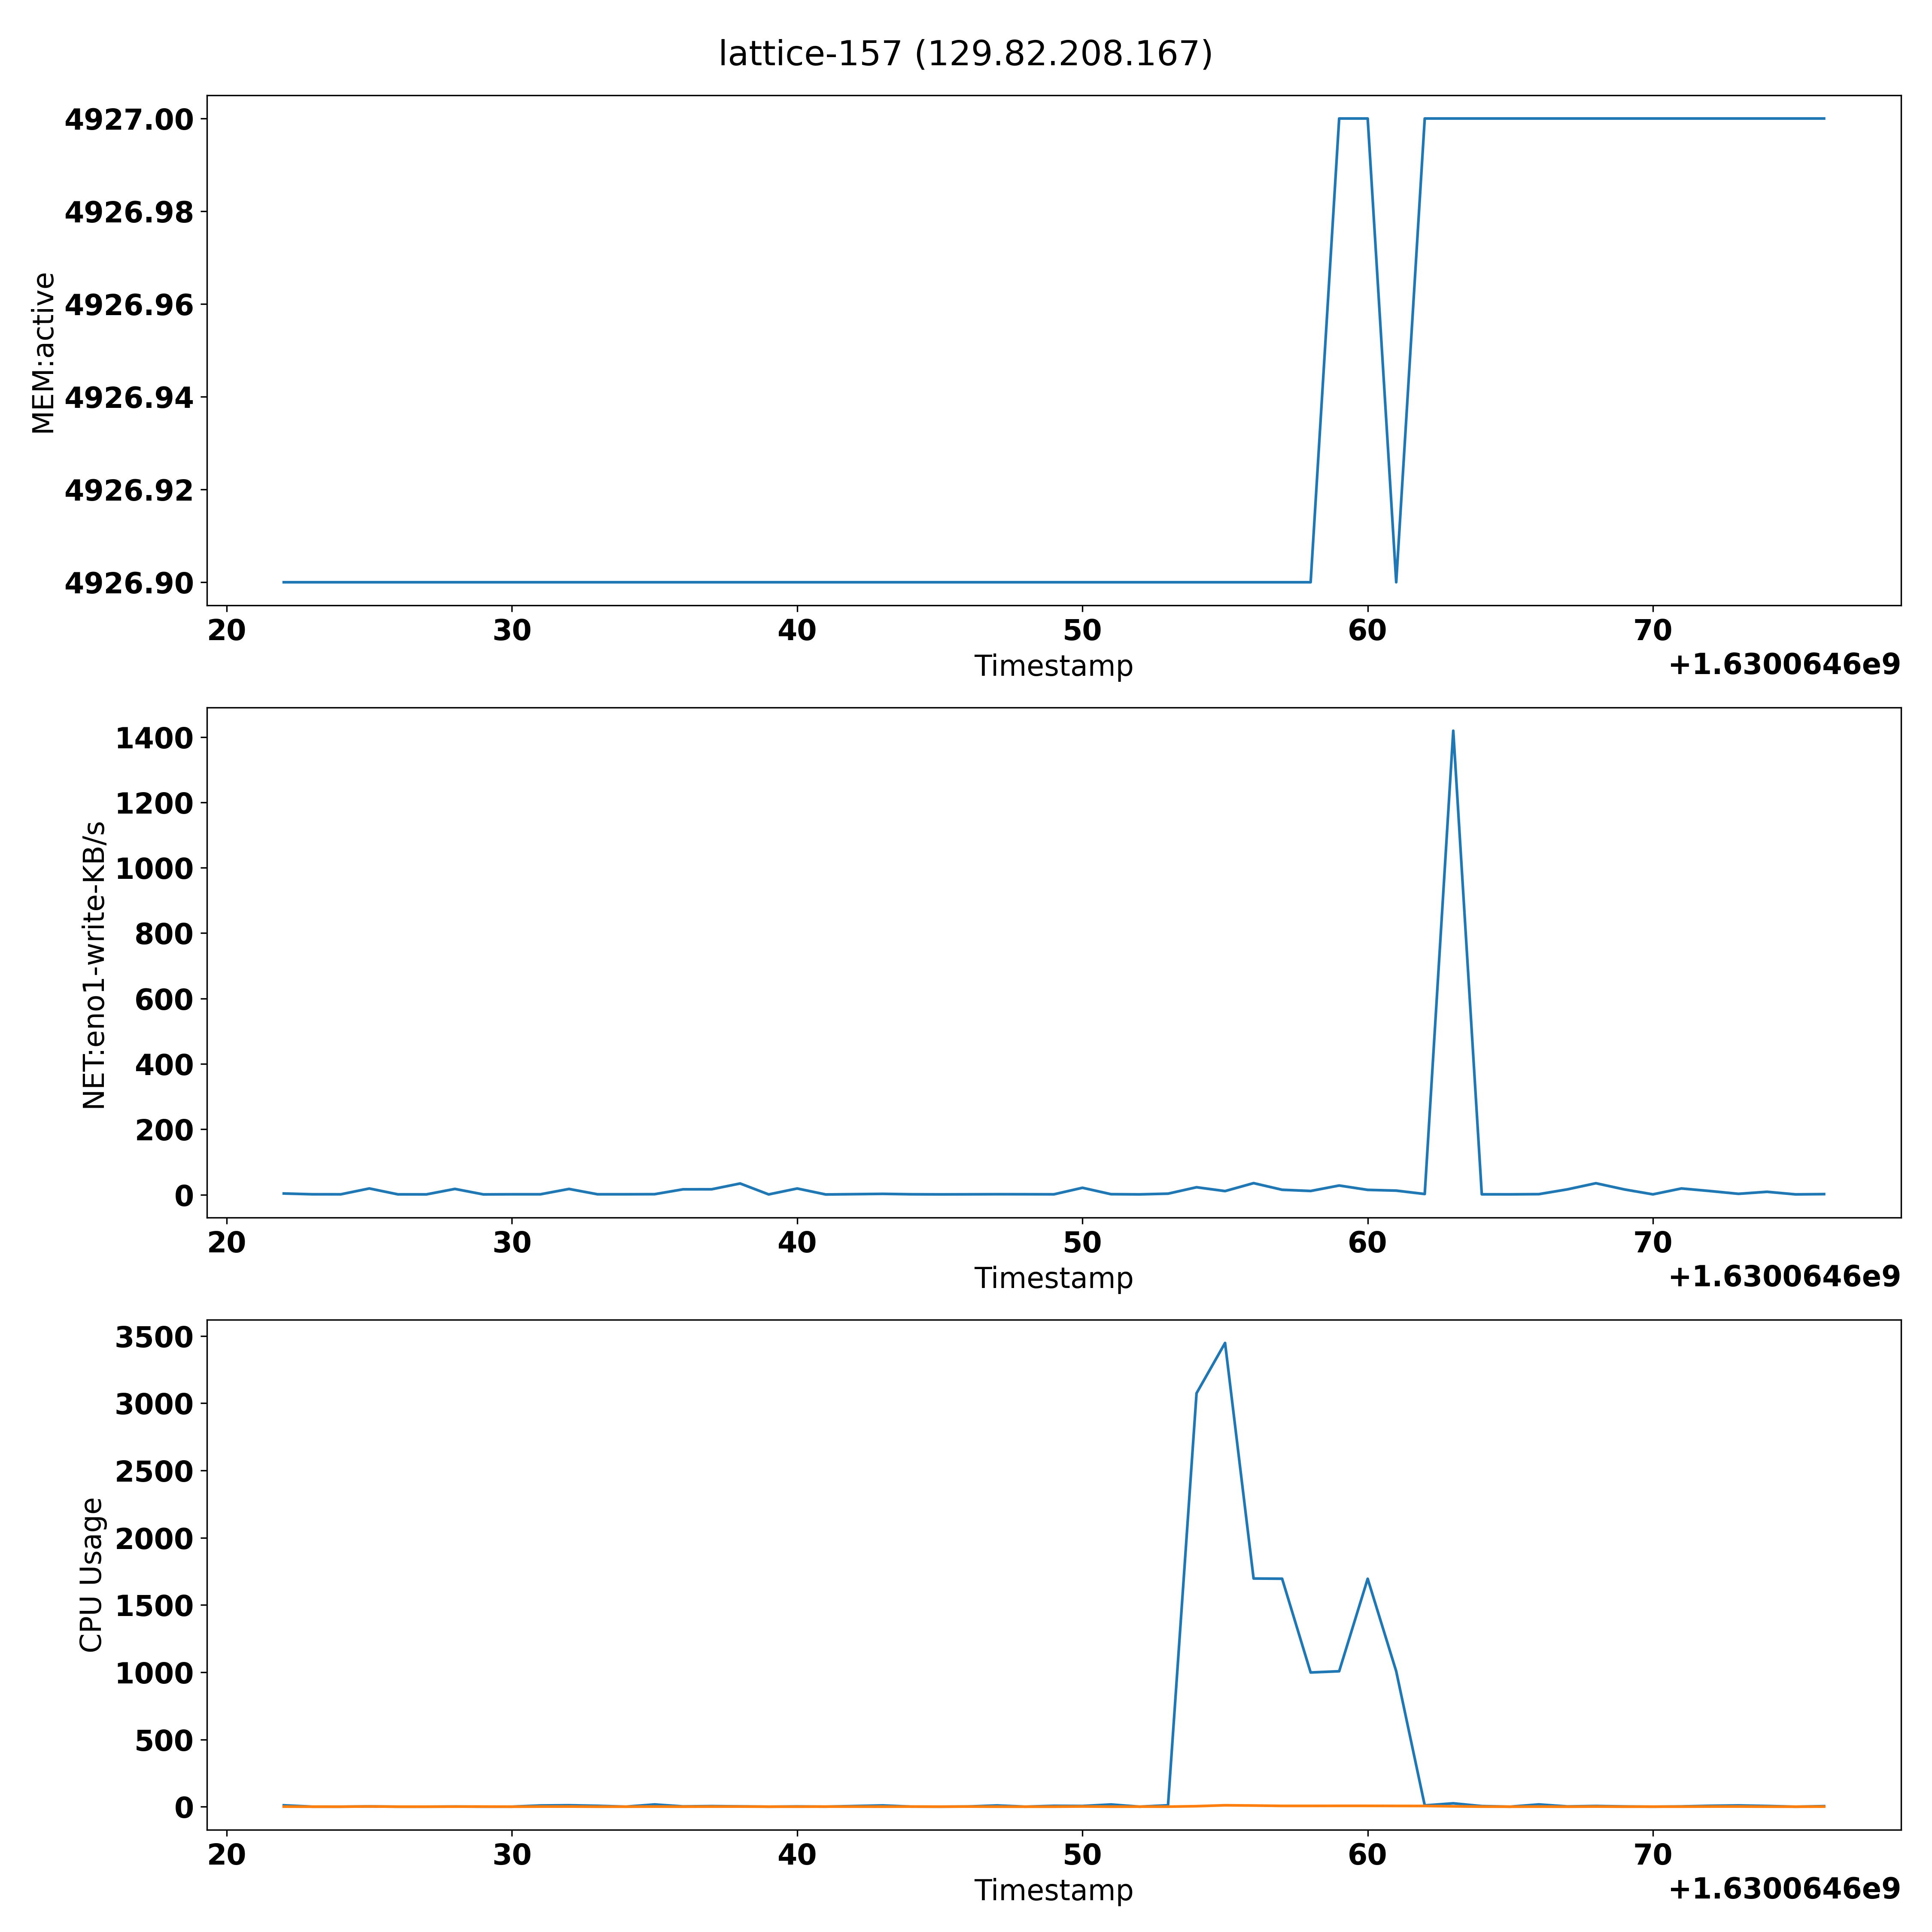 lattice-157 (129.82.208.167)
4927.00
4926.98
4926.96
4926.94
4926.92
4926.90
MEM:active
20 30 40 50 60 70
Timestamp
+1.6300646e9
1400
1200
1000
800
600
400
200
0
NET:eno1-write-KB/s
20 30 40 50 60 70
Timestamp
+1.6300646e9
3500
3000
2500
2000
1500
1000
500
0
CPU Usage
20 30 40 50 60 70
Timestamp
+1.6300646e9